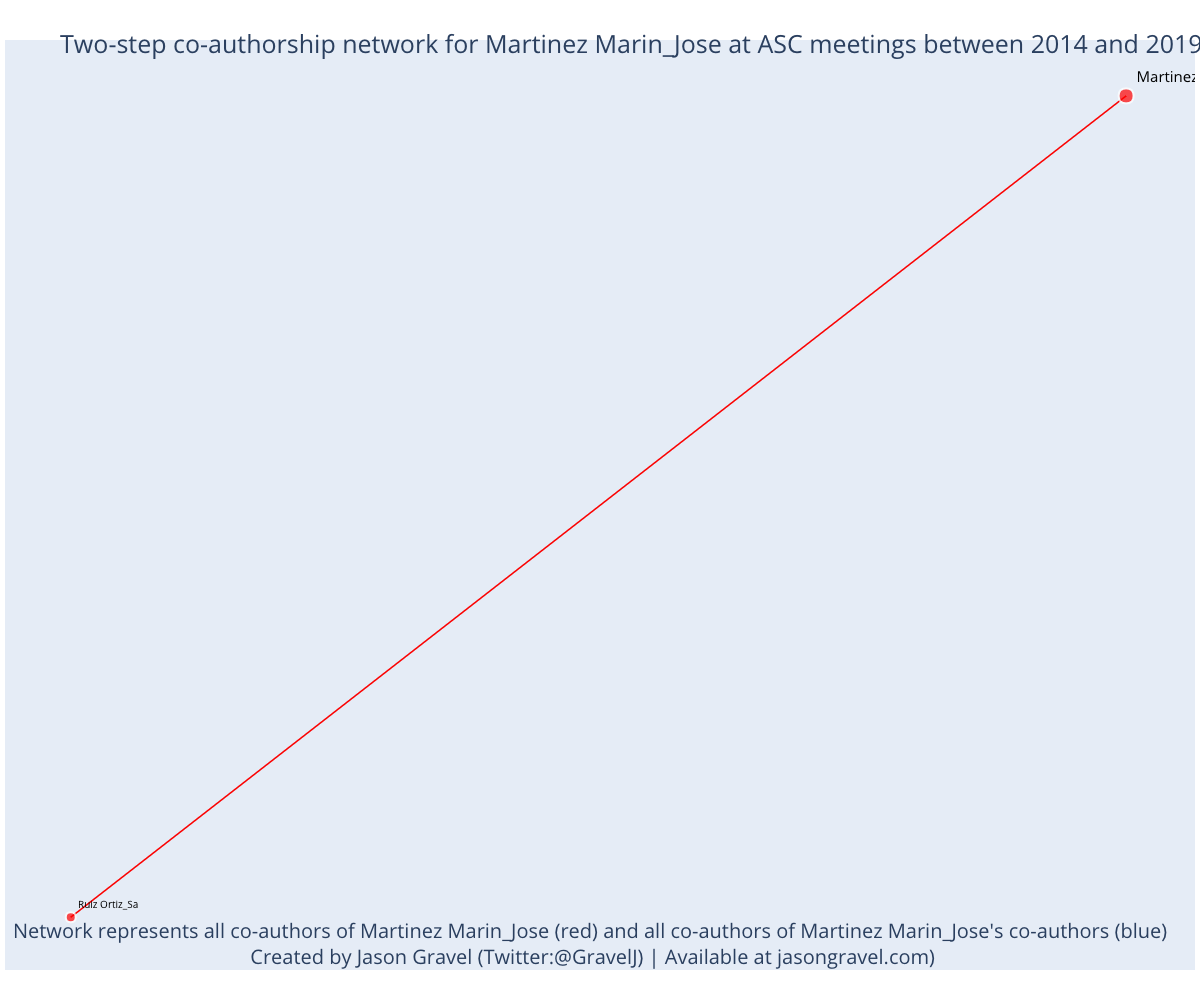 Two-step co-authorship network for Martinez Marin_Jose at ASC meetings between 2014 and 2019
Martinez
Ruiz Ortiz_Sa
Network represents all co-authors of Martinez Marin_Jose (red) and all co-authors of Martinez Marin_Jose's co-authors (blue)
Created by Jason Gravel (Twitter:@GravelJ) | Available at jasongravel.com)